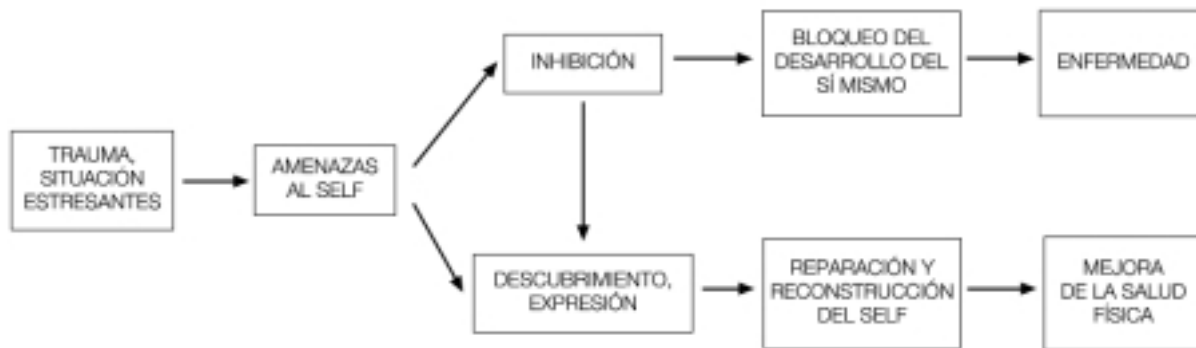 INHIBICIÓN
BLOQUEO DEL
DESARROLLO DEL
SÍ MISMO
ENFERMEDAD
TRAUMA,
SITUACIÓN
ESTRESANTES
AMENAZAS
AL SELF
DESCUBRIMIENTO,
EXPRESIÓN
REPARACIÓN Y
RECONSTRUCCIÓN
DEL SELF
MEJORA
DE LA SALUD
FÍSICA